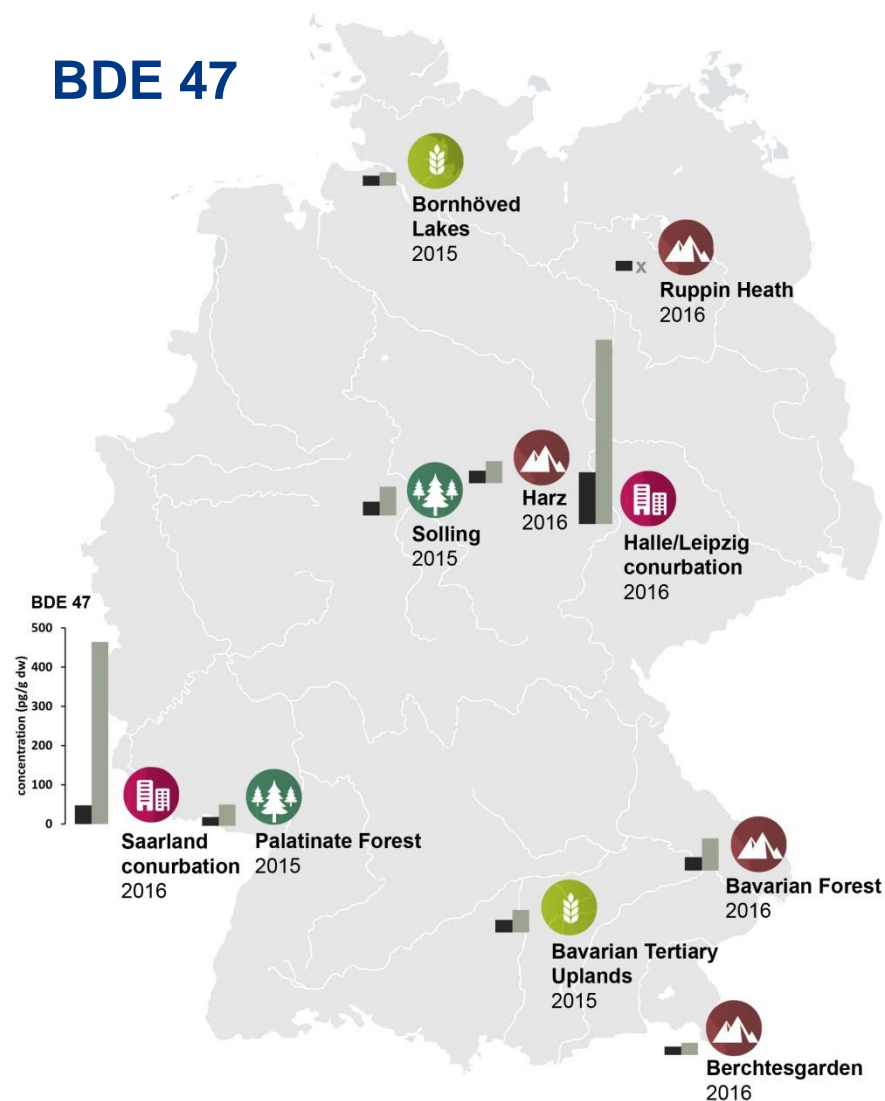 BDE 47
Bornhöved
Lakes
2015
x
Ruppin Heath
2016
Harz
2016
Solling
2015
Halle/Leipzig
conurbation
2016
BDE 47
concentration (pg/g dw)
500
400
300
200
100
0
Saarland
conurbation
2016
Palatinate Forest
2015
Bavarian Forest
2016
Bavarian Tertiary
Uplands
2015
Berchtesgarden
2016